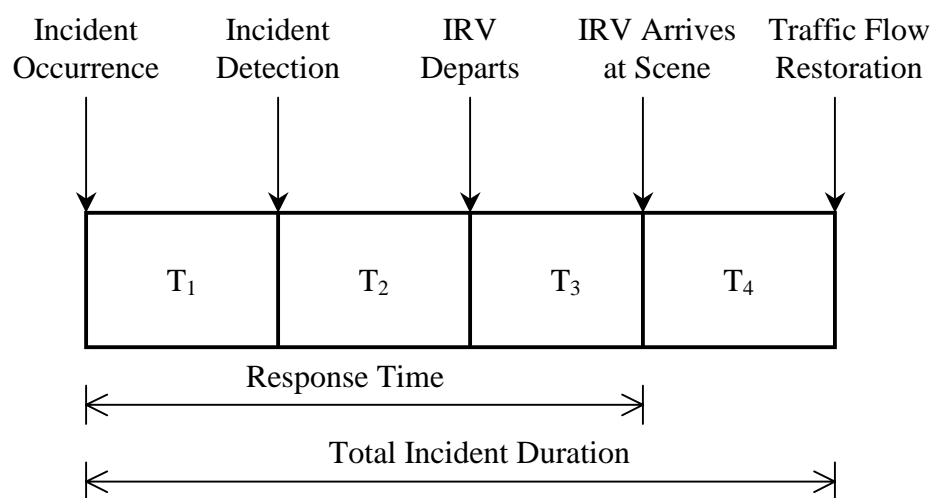 Incident
Occurrence
Incident
Detection
IRV
Departs
IRV Arrives
at Scene
Traffic Flow
Restoration
T₁
T₂
T₃
T₄
Response Time
Total Incident Duration